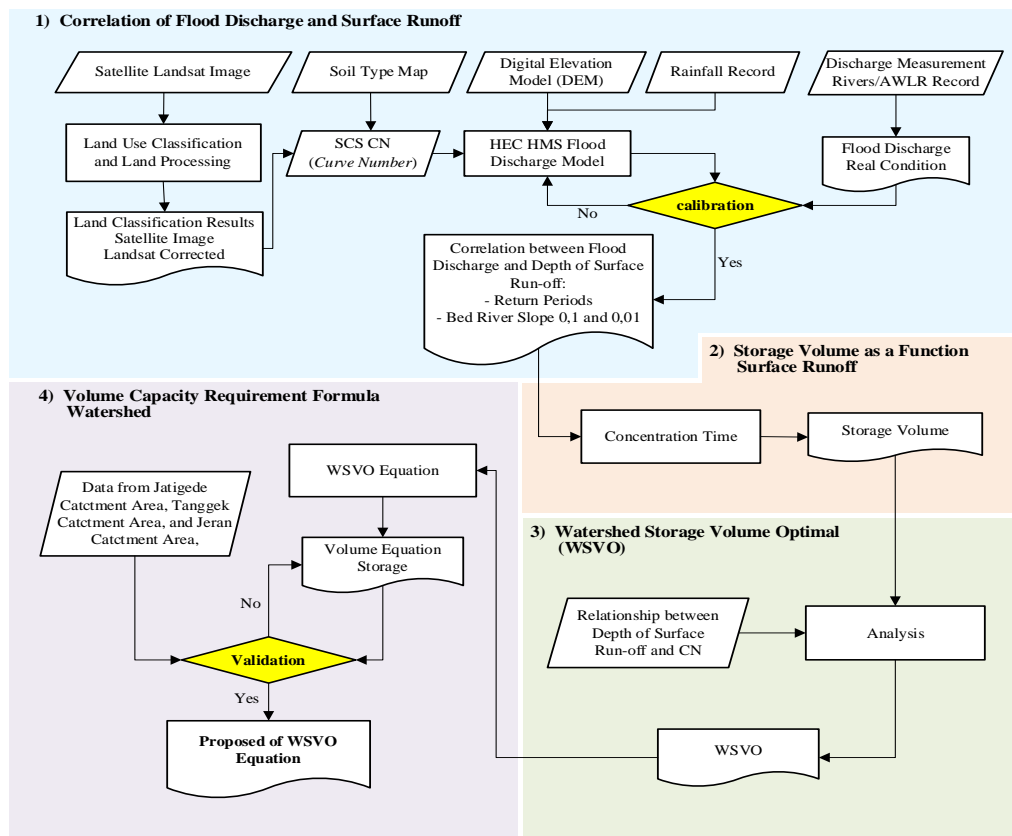 1) Correlation of Flood Discharge and Surface Runoff
Satellite Landsat Image
Soil Type Map
Digital Elevation
Model (DEM)
Rainfall Record
Discharge Measurement
Rivers/AWLR Record
Land Use Classification
and Land Processing
SCS CN
(Curve Number)
HEC HMS Flood
Discharge Model
Flood Discharge
Real Condition
Land Classification Results
Satellite Image
Landsat Corrected
No
calibration
Yes
Correlation between Flood
Discharge and Depth of Surface
Run-off:
- Return Periods
- Bed River Slope 0,1 and 0,01
2) Storage Volume as a Function
Surface Runoff
Concentration Time
Storage Volume
3) Watershed Storage Volume Optimal
(WSVO)
Relationship between
Depth of Surface
Run-off and CN
Analysis
WSVO
4) Volume Capacity Requirement Formula
Watershed
WSVO Equation
Data from Jatigede
Catctment Area, Tanggek
Catctment Area, and Jeran
Catctment Area,
Volume Equation
Storage
No
Validation
Yes
Proposed of WSVO
Equation